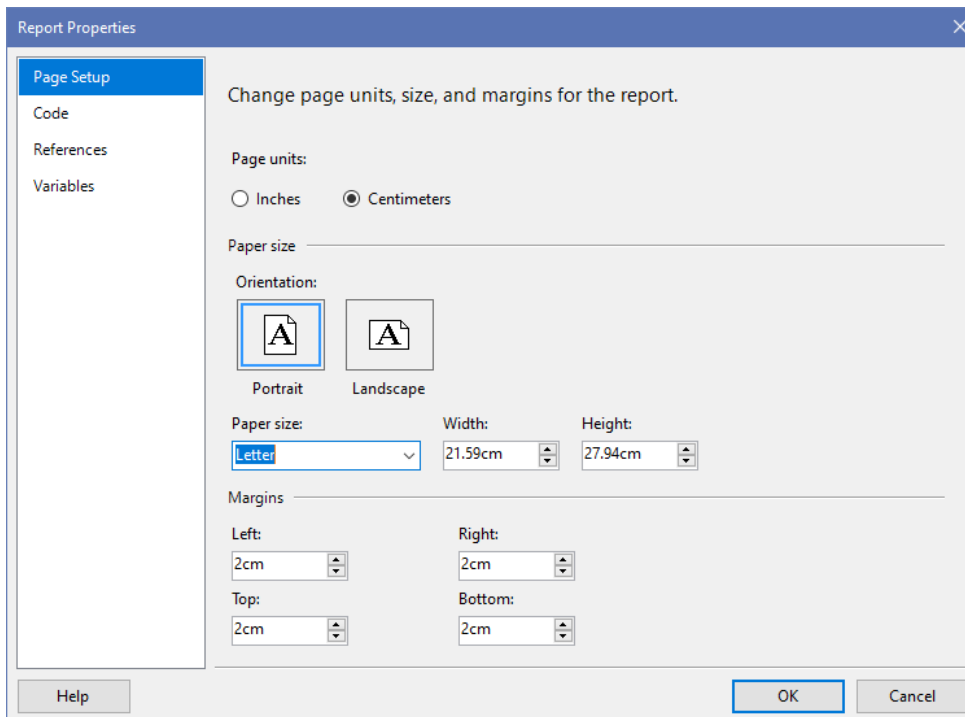 Report Properties
Page Setup
Code
References
Variables
Change page units, size, and margins for the report.
Page units:
Inches Centimeters
Paper size
Orientation:
A A
Portrait Landscape
Paper size: Width: Height:
Letter 21.59cm 27.94cm
Margins
Left: Right:
2cm 2cm
Top: Bottom:
2cm 2cm
Help OK Cancel